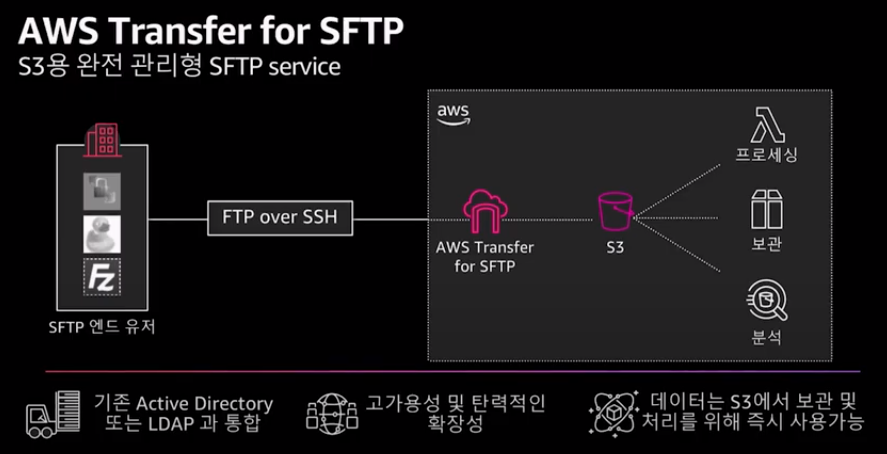 AWS Transfer for SFTP
S3용 완전 관리형 SFTP service
aws
프로세싱
FTP over SSH
AWS Transfer
for SFTP
S3
보관
Fz
SFTP 엔드 유저
분석
기존 Active Directory
또는 LDAP 과 통합
고가용성 및 탄력적인
확장성
데이터는 S3에서 보관 및
처리를 위해 즉시 사용가능